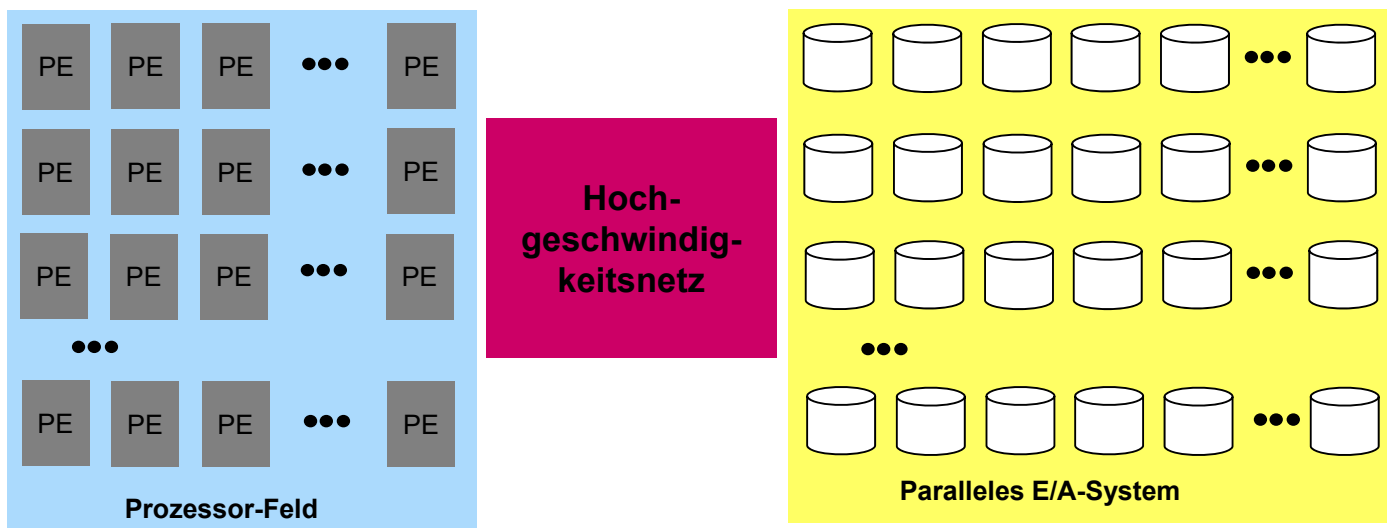 PE PE PE ••• PE
PE PE PE ••• PE
PE PE PE ••• PE
•••
PE PE PE ••• PE
Prozessor-Feld
Hoch-
geschwindig-
keitsnetz
•••
•••
•••
•••
•••
Paralleles E/A-System